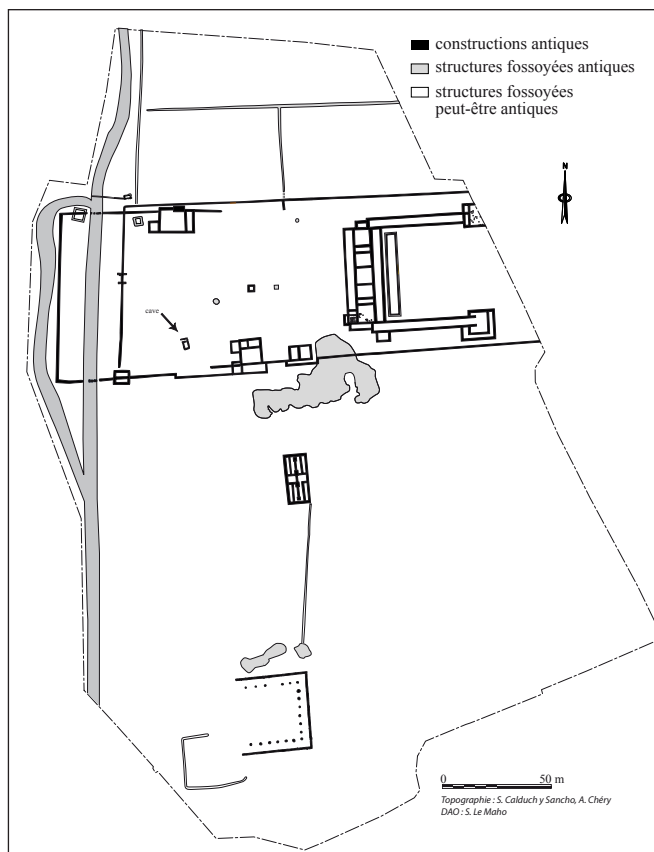 constructions antiques
structures fossoyées antiques
structures fossoyées
peut-être antiques
N
cave
0 50 m
Topographie : S. Calduch y Sancho, A. Chéry
DAO : S. Le Maho